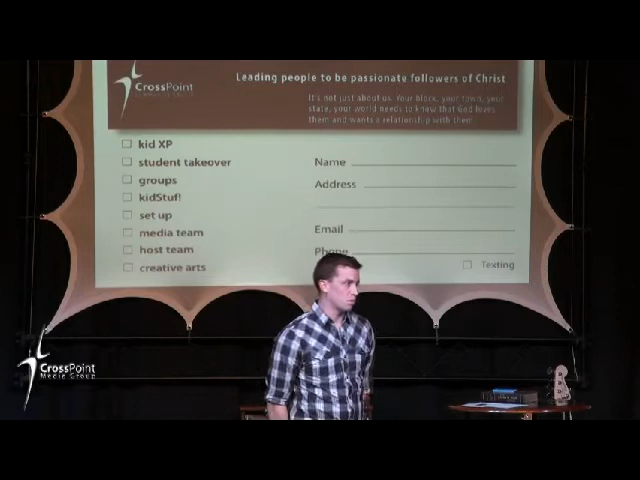 CrossPoint
Leading people to be passionate followers of Christ
It's not just about us. Your block, your town, your
state, your world needs to know that God loves
them and wants a relationship with them
kid XP
student takeover
groups
kidStuf!
set up
media team
host team
creative arts
Name
Address
Email
Phone
Texting
CrossPoint
Media Group